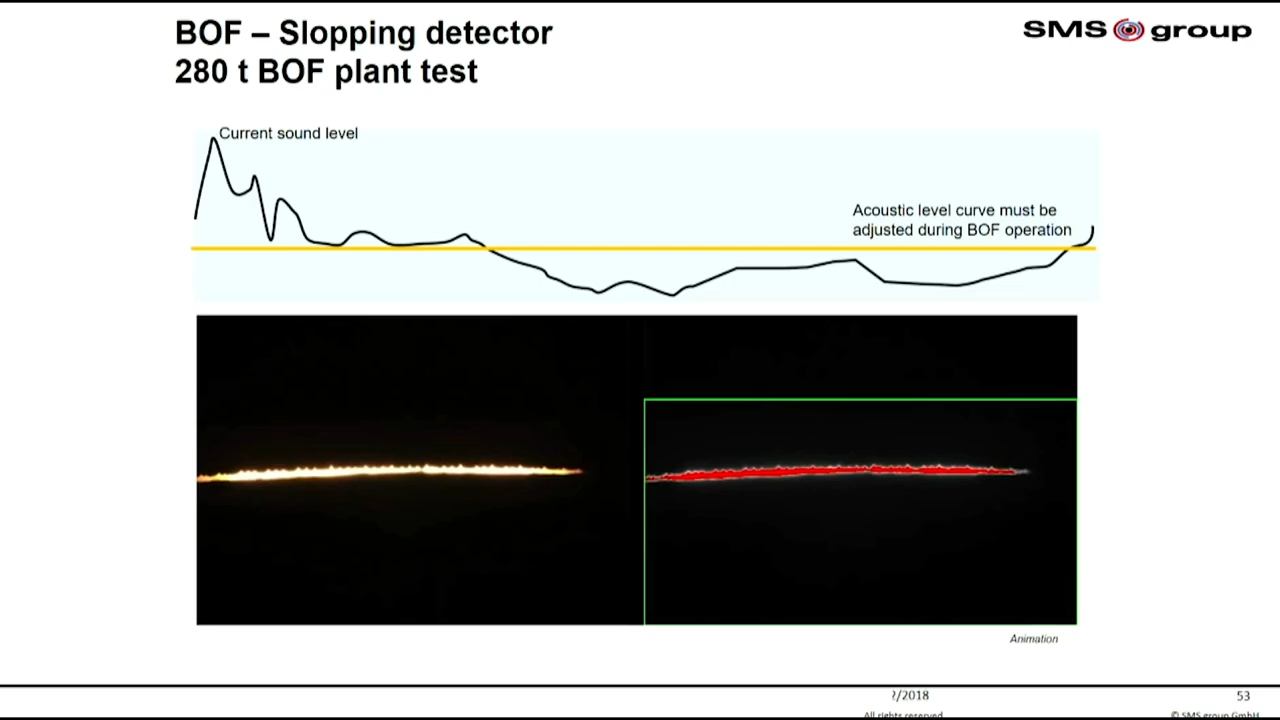 BOF – Slopping detector
280 t BOF plant test
SMS group
Current sound level
Acoustic level curve must be
adjusted during BOF operation
Animation
/2018
53
All rights reserved
© SMS group GmbH